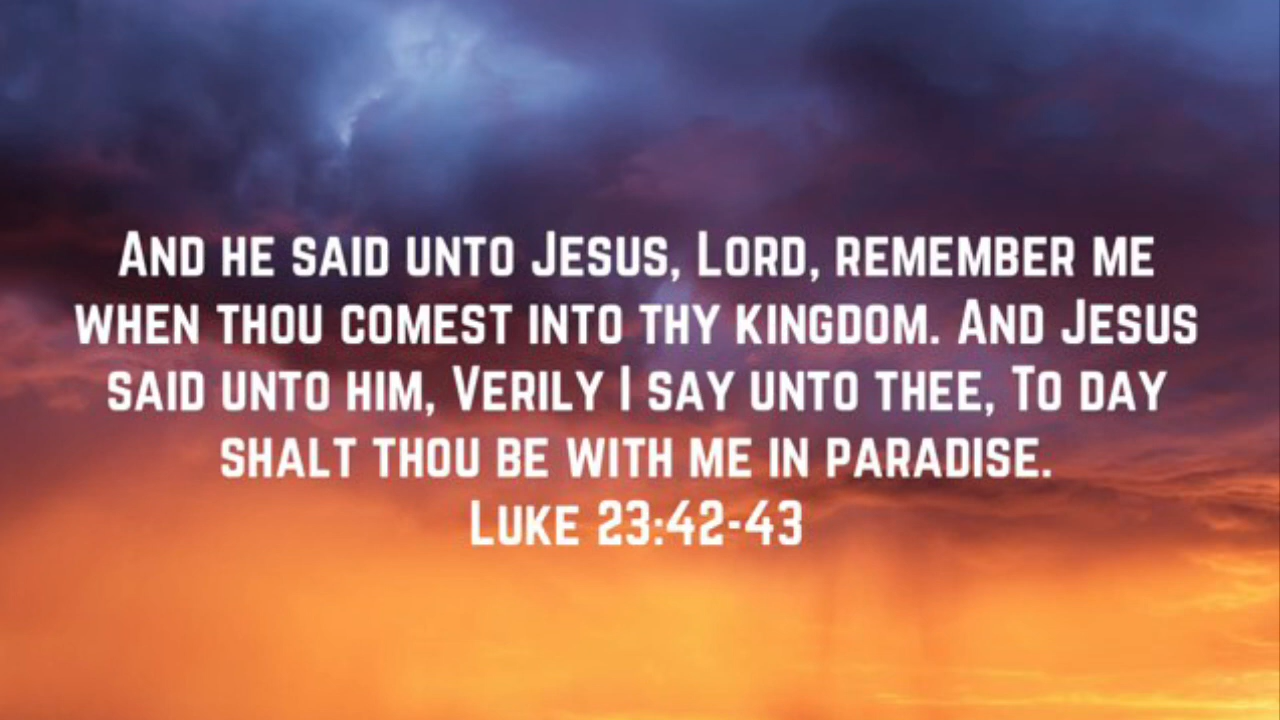 And he said unto Jesus, Lord, remember me
when thou comest into thy kingdom. And Jesus
said unto him, Verily I say unto thee, To day
shalt thou be with me in paradise.
Luke 23:42-43